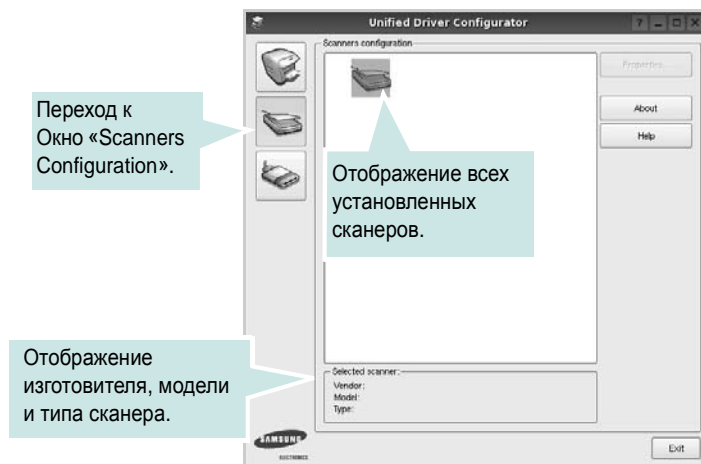 Unified Driver Configurator
Scanners configuration
Properties...
About
Help
Переход к
Окно «Scanners
Configuration».
Отображение всех
установленных
сканеров.
Отображение
изготовителя, модели
и типа сканера.
Selected scanner:
Vendor:
Model:
Type:
SAMSUNG
ELECTRONICS
Exit